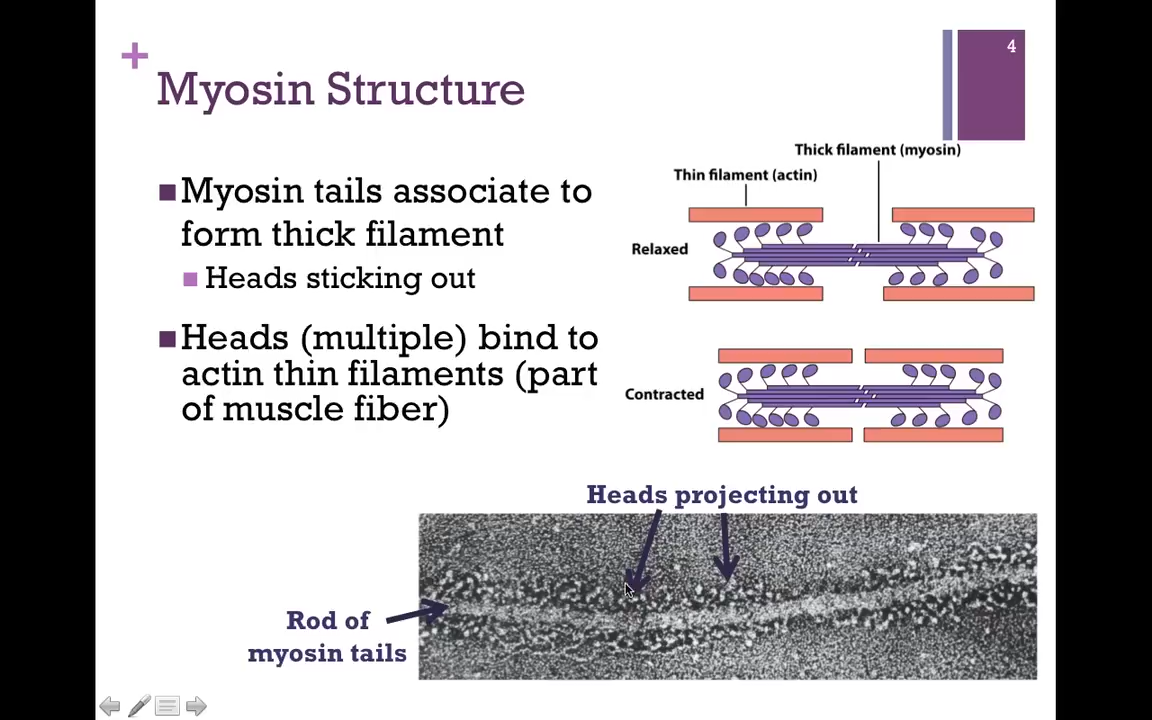 +
4
Myosin Structure
Myosin tails associate to
form thick filament
Heads sticking out
Heads (multiple) bind to
actin thin filaments (part
of muscle fiber)
Thick filament (myosin)
Thin filament (actin)
Relaxed
Contracted
Heads projecting out
Rod of
myosin tails